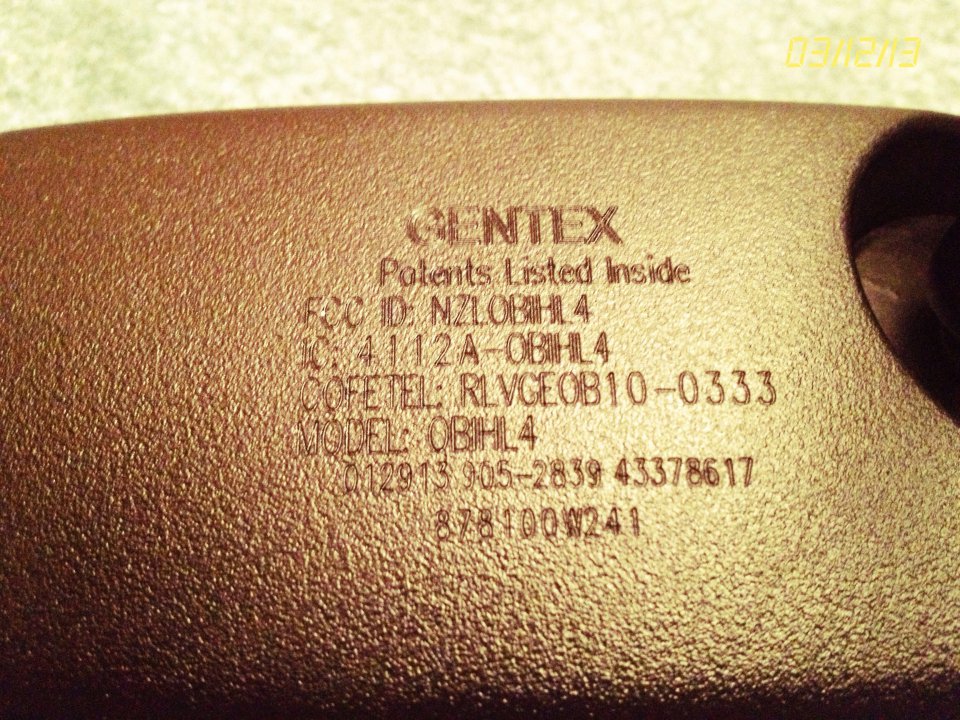 03/12/13
GENTEX
Patents Listed Inside
FCC ID: NZLOBIHL4
IC: 4112A-OBIHL4
COFETEL: RLVGEOB10-0333
MODEL: OBIHL4
012913 905-2839 43378617
878100W241